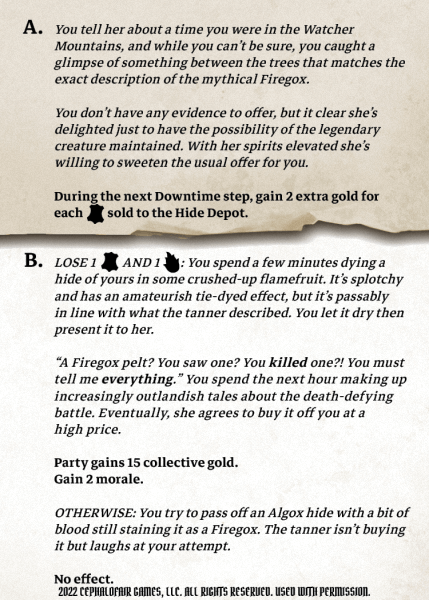 A. You tell her about a time you were in the Watcher
Mountains, and while you can't be sure, you caught a
glimpse of something between the trees that matches the
exact description of the mythical Firegox.
You don't have any evidence to offer, but it clear she's
delighted just to have the possibility of the legendary
creature maintained. With her spirits elevated she's
willing to sweeten the usual offer for you.
During the next Downtime step, gain 2 extra gold for
each sold to the Hide Depot.
B. LOSE 1 AND 1 : You spend a few minutes dying a
hide of yours in some crushed-up flamefruit. It's splotchy
and has an amateurish tie-dyed effect, but it's passably
in line with what the tanner described. You let it dry then
present it to her.
"A Firegox pelt? You saw one? You killed one?! You must
tell me everything." You spend the next hour making up
increasingly outlandish tales about the death-defying
battle. Eventually, she agrees to buy it off you at a
high price.
Party gains 15 collective gold.
Gain 2 morale.
OTHERWISE: You try to pass off an Algox hide with a bit of
blood still staining it as a Firegox. The tanner isn't buying
it but laughs at your attempt.
No effect.
2022 CEPHALOFAIR GAMES, LLC. ALL RIGHTS RESERVED. USED WITH PERMISSION.